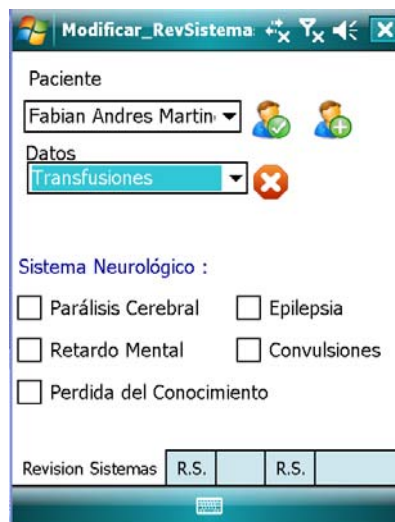 Modificar_RevSistema
Paciente
Fabian Andres Martin
Datos
Transfusiones
Sistema Neurológico :
Parálisis Cerebral Epilepsia
Retardo Mental Convulsiones
Perdida del Conocimiento
Revision Sistemas R.S. R.S.